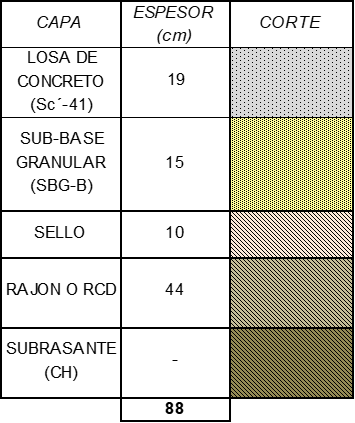 CAPA ESPESOR (cm) CORTE
LOSA DE
CONCRETO
(Sc´-41)
19
SUB-BASE
GRANULAR
(SBG-B)
15
SELLO 10
RAJON O RCD 44
SUBRASANTE
(CH)
-
88